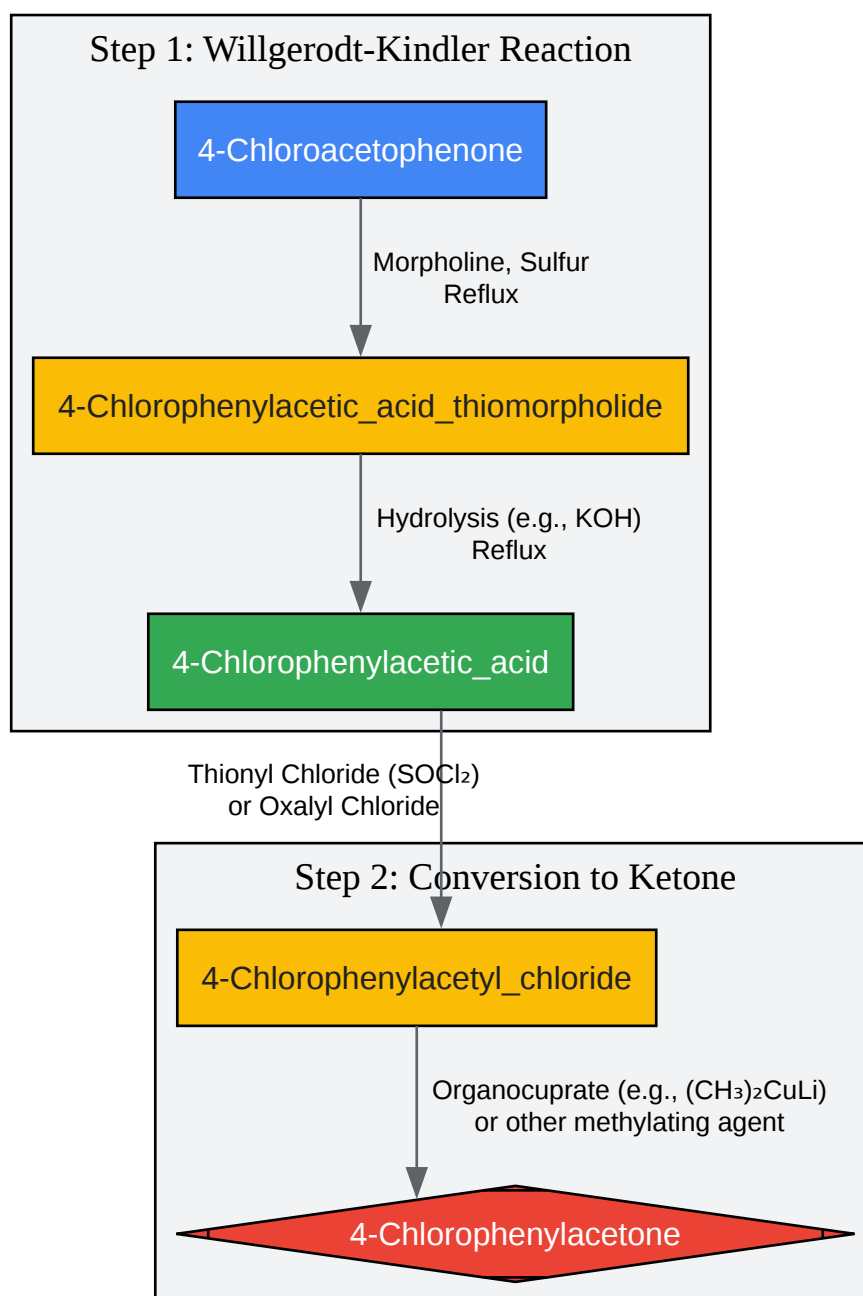 Step 1: Willgerodt-Kindler Reaction
4-Chloroacetophenone
Morpholine, Sulfur
Reflux
4-Chlorophenylacetic_acid_thiomorpholide
Hydrolysis (e.g., KOH)
Reflux
4-Chlorophenylacetic_acid
Thionyl Chloride (SOCl₂)
or Oxalyl Chloride
Step 2: Conversion to Ketone
4-Chlorophenylacetyl_chloride
Organocuprate (e.g., (CH₃)₂CuLi)
or other methylating agent
4-Chlorophenylacetone